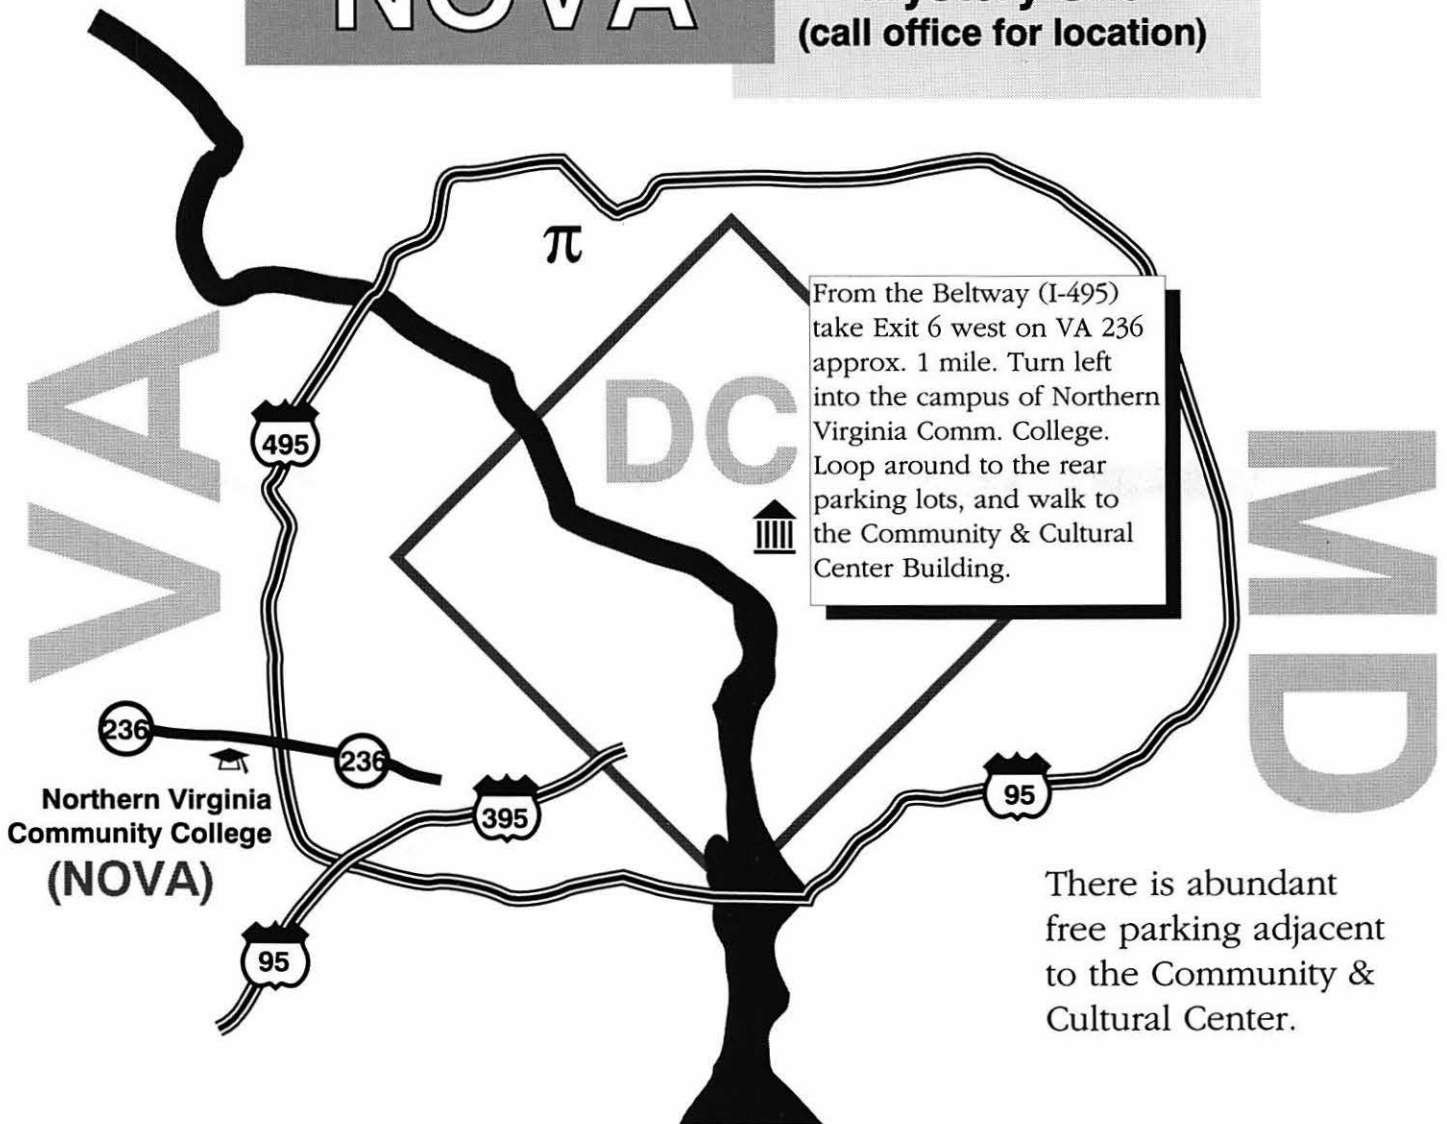 NOVA
(call office for location)
π
From the Beltway (I-495)
take Exit 6 west on VA 236
approx. 1 mile. Turn left
into the campus of Northern
Virginia Comm. College.
Loop around to the rear
parking lots, and walk to
the Community & Cultural
Center Building.
DC
VA
MD
495
236
236
Northern Virginia
Community College
(NOVA)
395
95
95
There is abundant
free parking adjacent
to the Community &
Cultural Center.